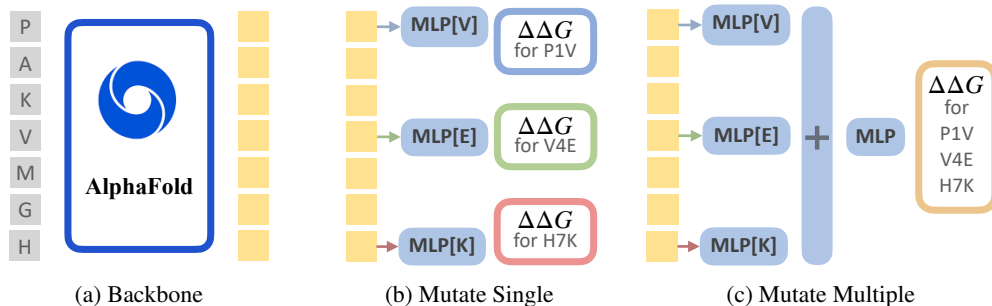 P
A
K
V
M
G
H
AlphaFold
(a) Backbone
MLP[V]
ΔΔG
for P1V
MLP[E]
ΔΔG
for V4E
MLP[K]
ΔΔG
for H7K
(b) Mutate Single
MLP[V]
MLP[E]
MLP[K]
+
MLP
ΔΔG
for
P1V
V4E
H7K
(c) Mutate Multiple